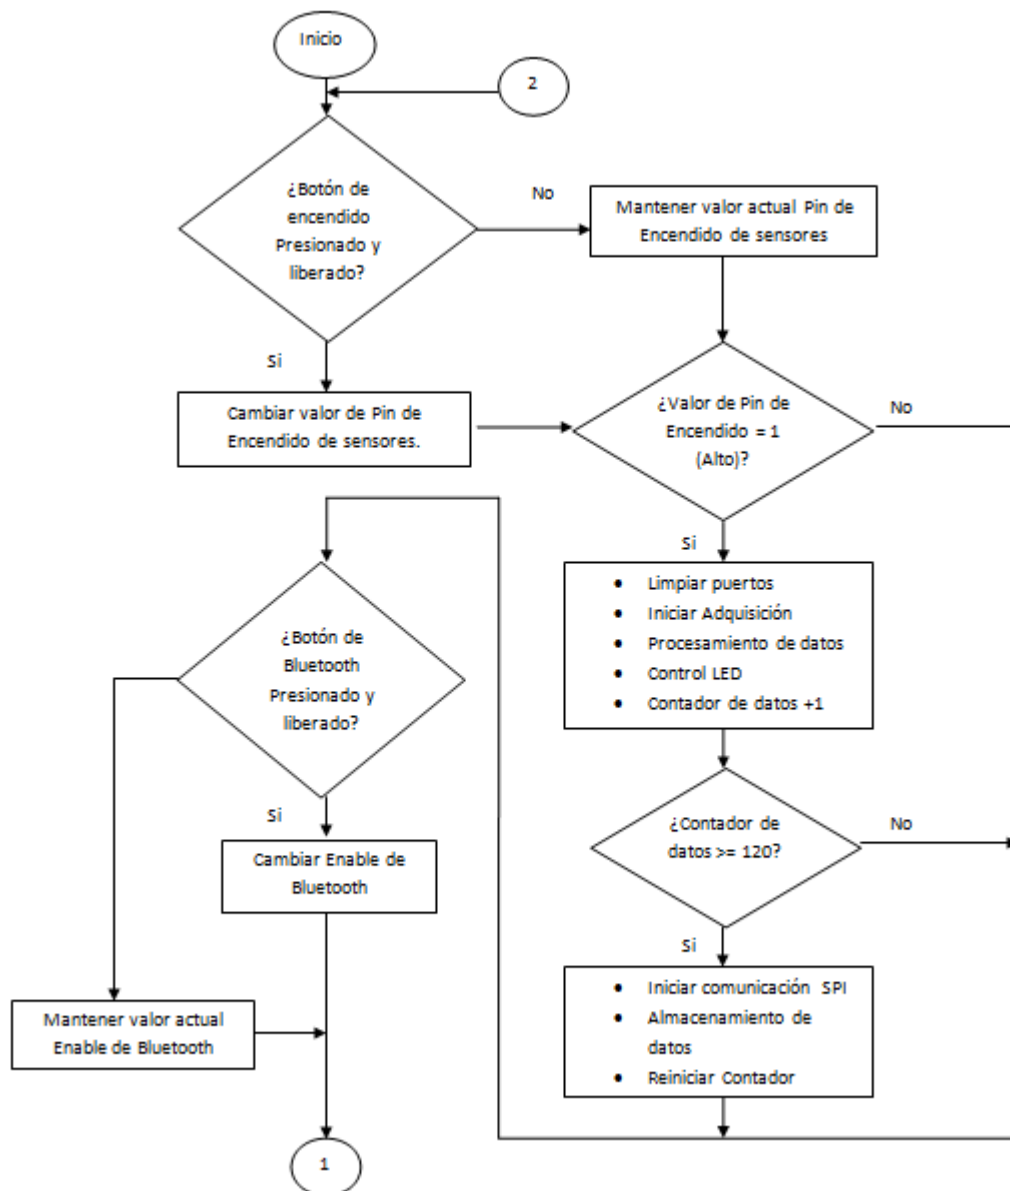 Inicio
2
¿Botón de
encendido
Presionado y
liberado?
No
Mantener valor actual Pin de
Encendido de sensores
Si
Cambiar valor de Pin de
Encendido de sensores.
¿Valor de Pin de
Encendido = 1
(Alto)?
No
Si
• Limpiar puertos
• Iniciar Adquisición
• Procesamiento de datos
• Control LED
• Contador de datos +1
¿Botón de
Bluetooth
Presionado y
liberado?
Si
Cambiar Enable de
Bluetooth
¿Contador de
datos >= 120?
No
Si
• Iniciar comunicación SPI
• Almacenamiento de
datos
• Reiniciar Contador
Mantener valor actual
Enable de Bluetooth
1